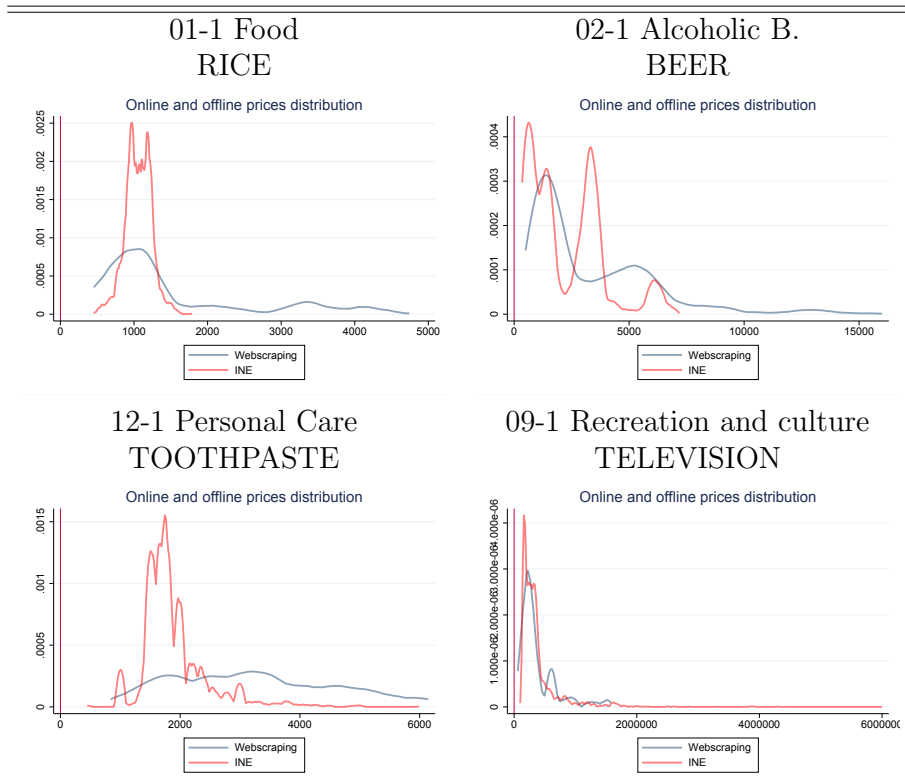 01-1 Food
RICE
Online and offline prices distribution
.0025
.002
.0015
.001
.0005
0
0 1000 2000 3000 4000 5000
Webscraping
INE
02-1 Alcoholic B.
BEER
Online and offline prices distribution
.0004
.0003
.0002
.0001
0
0 5000 10000 15000
Webscraping
INE
12-1 Personal Care
TOOTHPASTE
Online and offline prices distribution
.0015
.001
.0005
0
0 2000 4000 6000
Webscraping
INE
09-1 Recreation and culture
TELEVISION
Online and offline prices distribution
0
0 2000000 4000000
Webscraping
INE